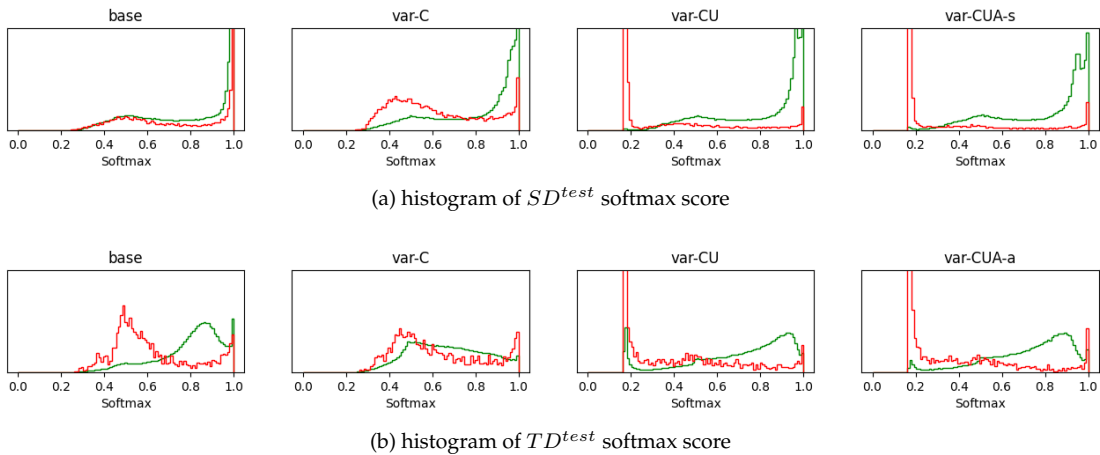 base var-C var-CU var-CUA-s
0.0 0.2 0.4 0.6 0.8 1.0 0.0 0.2 0.4 0.6 0.8 1.0 0.0 0.2 0.4 0.6 0.8 1.0 0.0 0.2 0.4 0.6 0.8 1.0
Softmax Softmax Softmax Softmax
(a) histogram of SD^{test} softmax score
base var-C var-CU var-CUA-a
0.0 0.2 0.4 0.6 0.8 1.0 0.0 0.2 0.4 0.6 0.8 1.0 0.0 0.2 0.4 0.6 0.8 1.0 0.0 0.2 0.4 0.6 0.8 1.0
Softmax Softmax Softmax Softmax
(b) histogram of TD^{test} softmax score